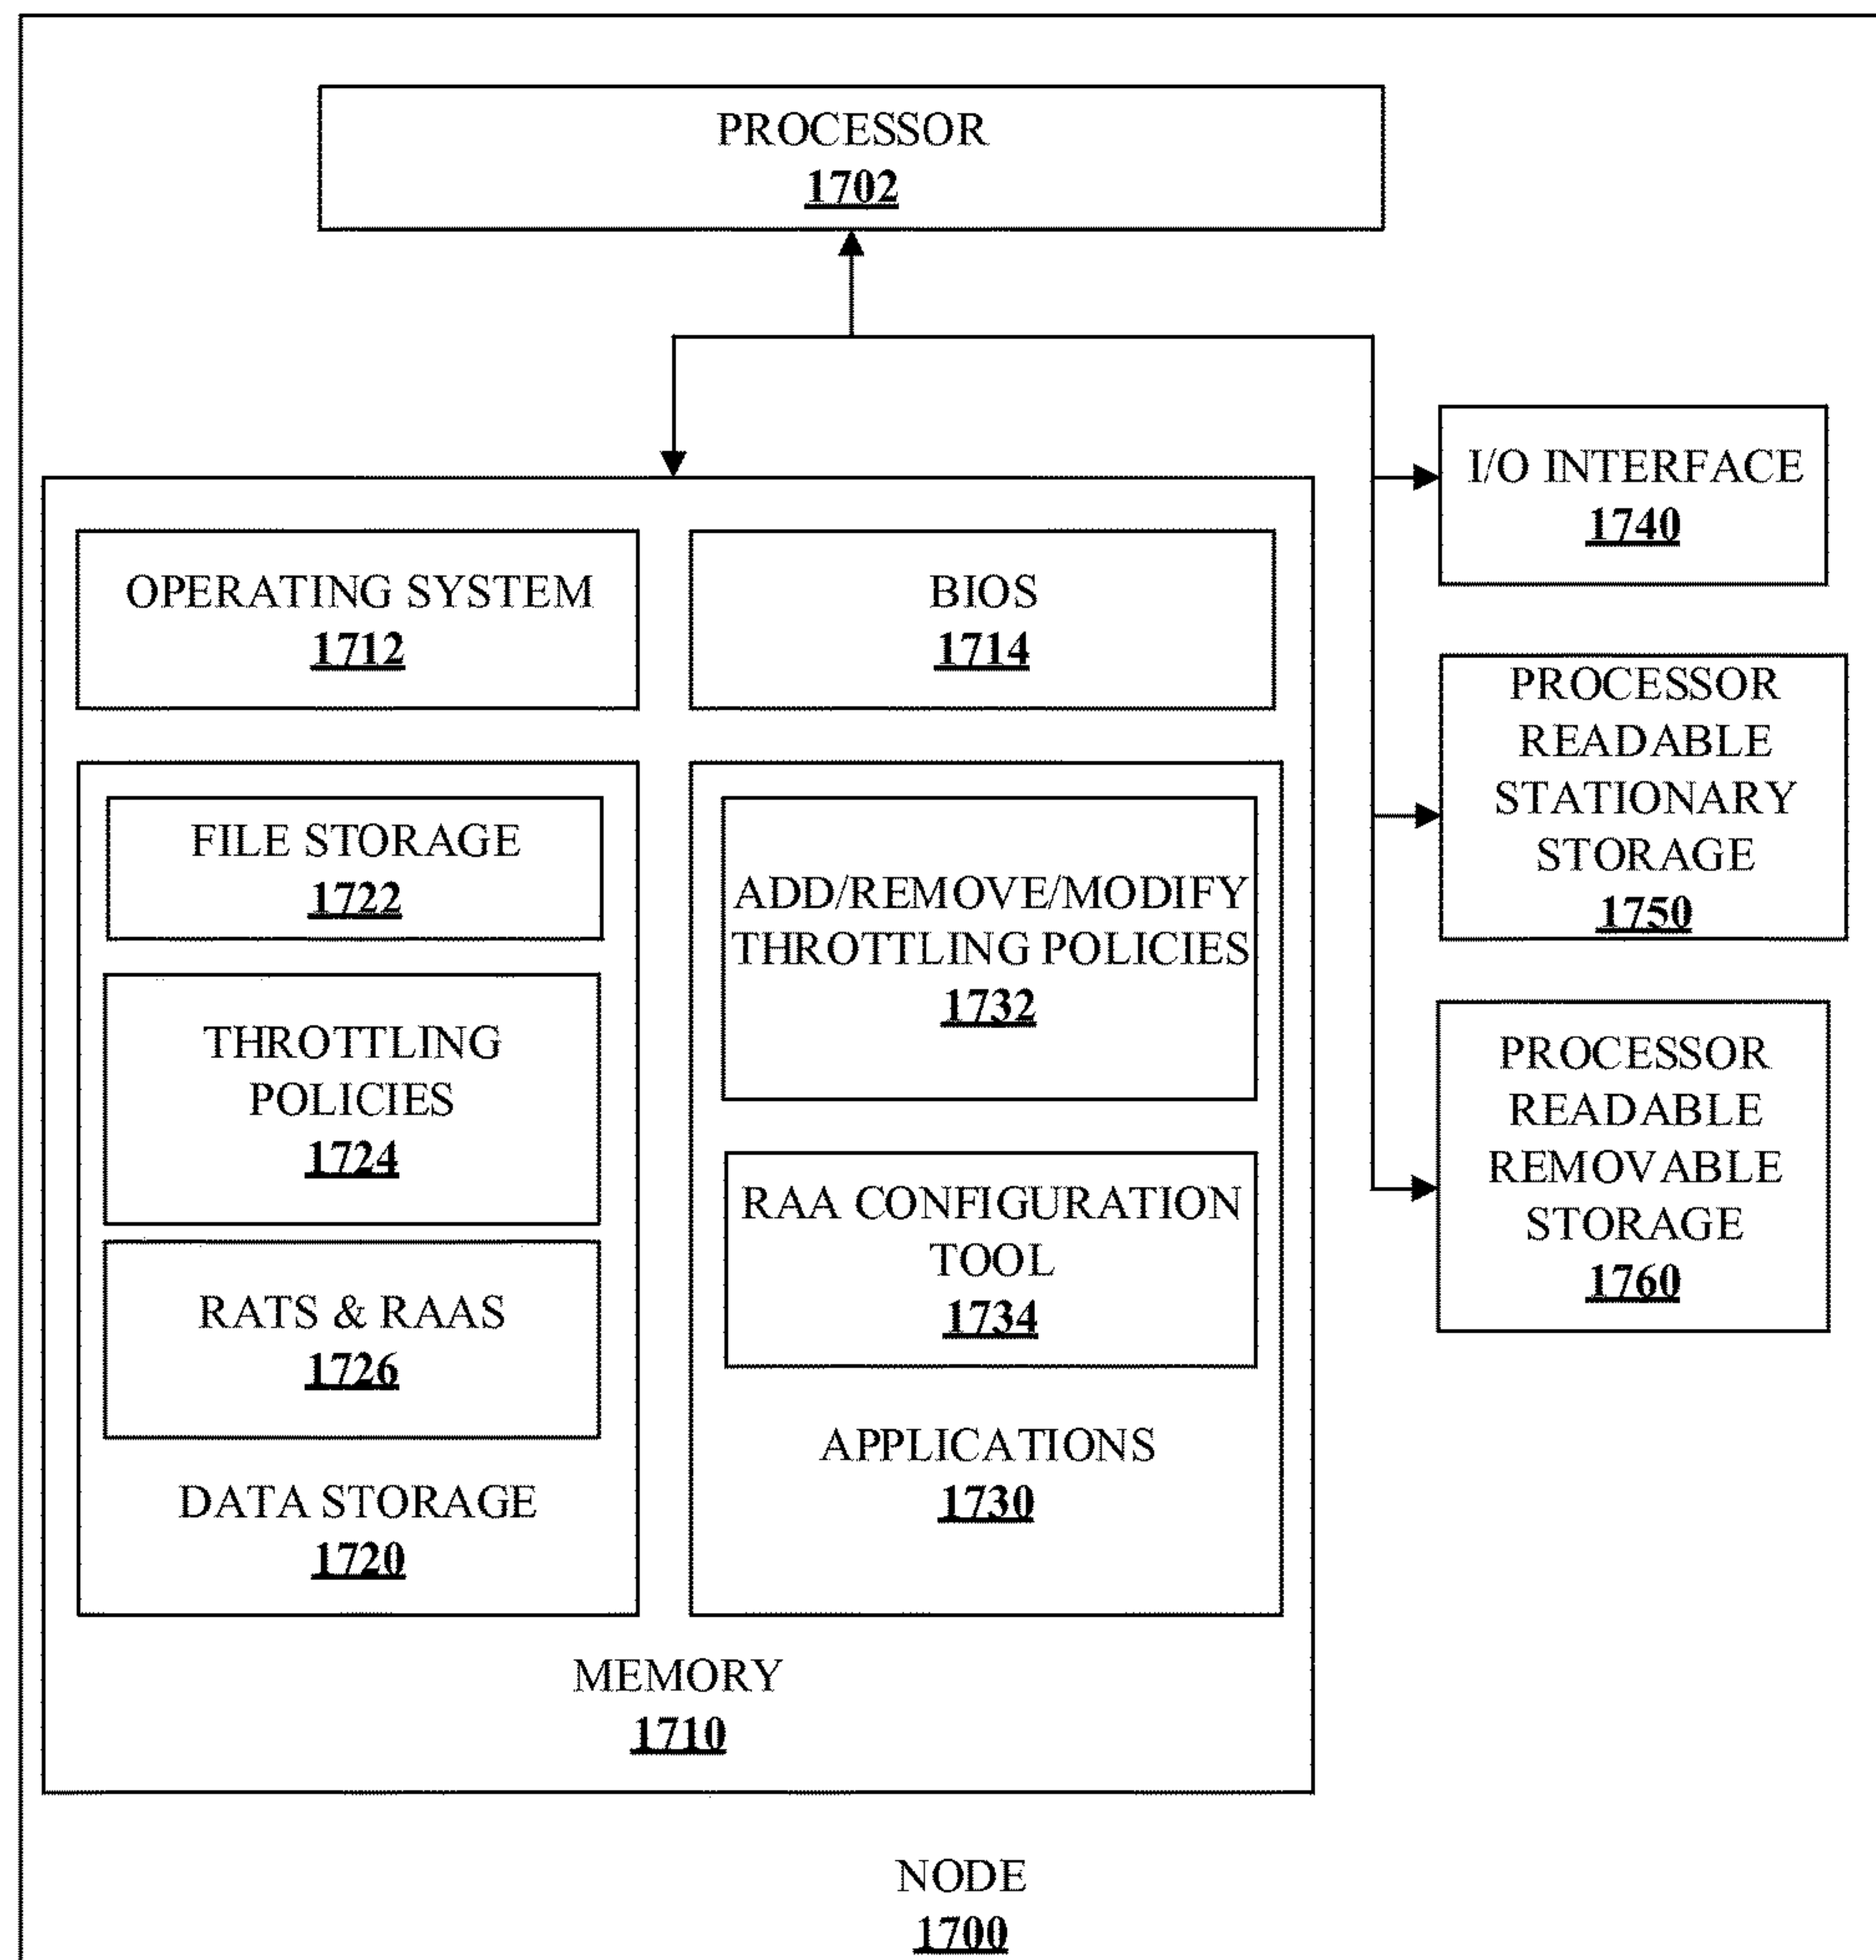 PROCESSOR
1702
I/O INTERFACE
1740
OPERATING SYSTEM
1712
BIOS
1714
PROCESSOR
READABLE
STATIONARY
STORAGE
1750
FILE STORAGE
1722
THROTTLING
POLICIES
1724
RATS & RAAS
1726
DATA STORAGE
1720
ADD/REMOVE/MODIFY
THROTTLING POLICIES
1732
RAA CONFIGURATION
TOOL
1734
APPLICATIONS
1730
PROCESSOR
READABLE
REMOVABLE
STORAGE
1760
MEMORY
1710
NODE
1700